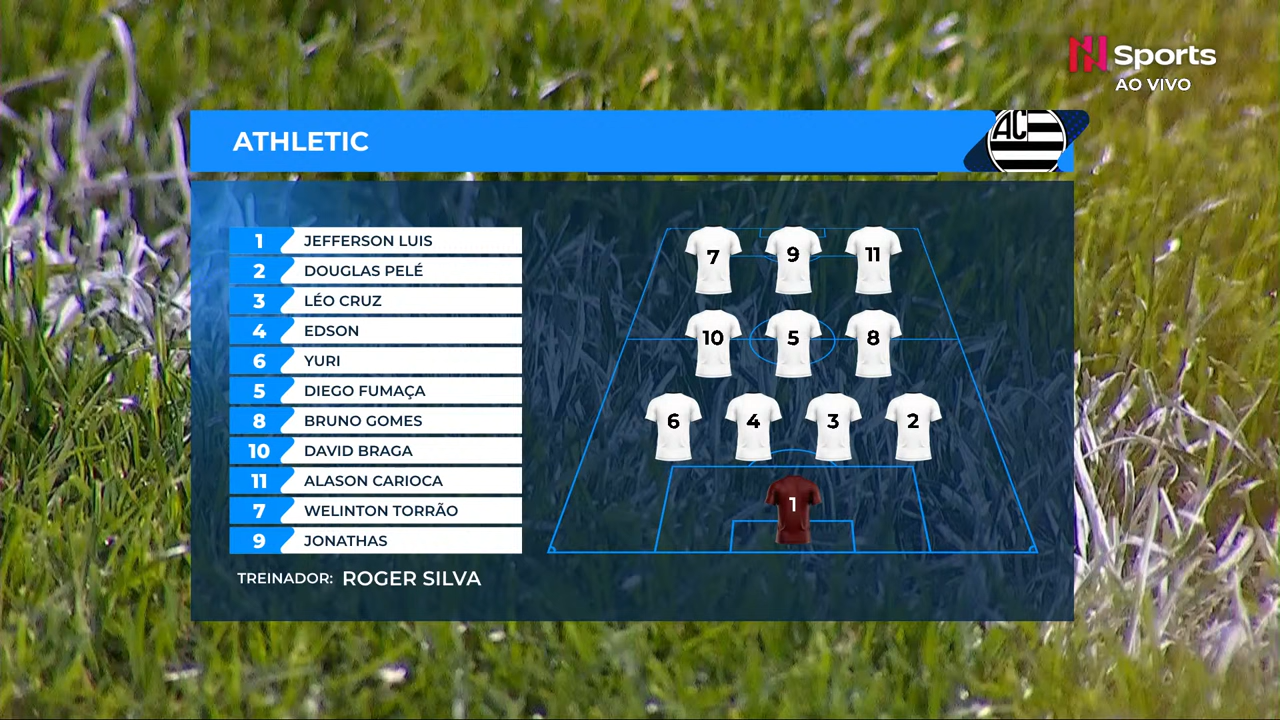 N Sports
AO VIVO
ATHLETIC
AC
1 JEFFERSON LUIS
2 DOUGLAS PELÉ
3 LÉO CRUZ
4 EDSON
6 YURI
5 DIEGO FUMAÇA
8 BRUNO GOMES
10 DAVID BRAGA
11 ALASON CARIOCA
7 WELINTON TORRÃO
9 JONATHAS
TREINADOR: ROGER SILVA
7 9 11
10 5 8
6 4 3 2
1